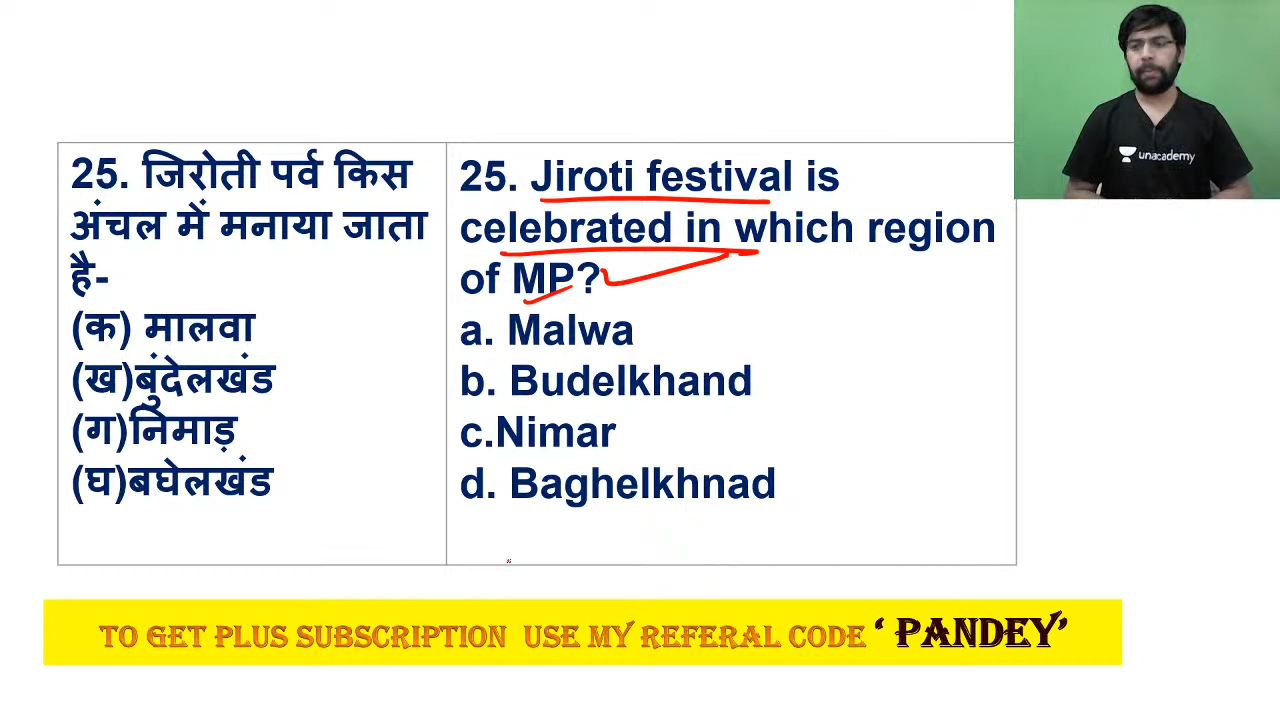 unacademy
25. जिरोती पर्व किस
अंचल में मनाया जाता
है-
(क) मालवा
(ख)बुंदेलखंड
(ग)निमाड़
(घ)बघेलखंड
25. Jiroti festival is
celebrated in which region
of MP?
a. Malwa
b. Budelkhand
c.Nimar
d. Baghelkhnad
TO GET PLUS SUBSCRIPTION USE MY REFERAL CODE ‘ PANDEY’